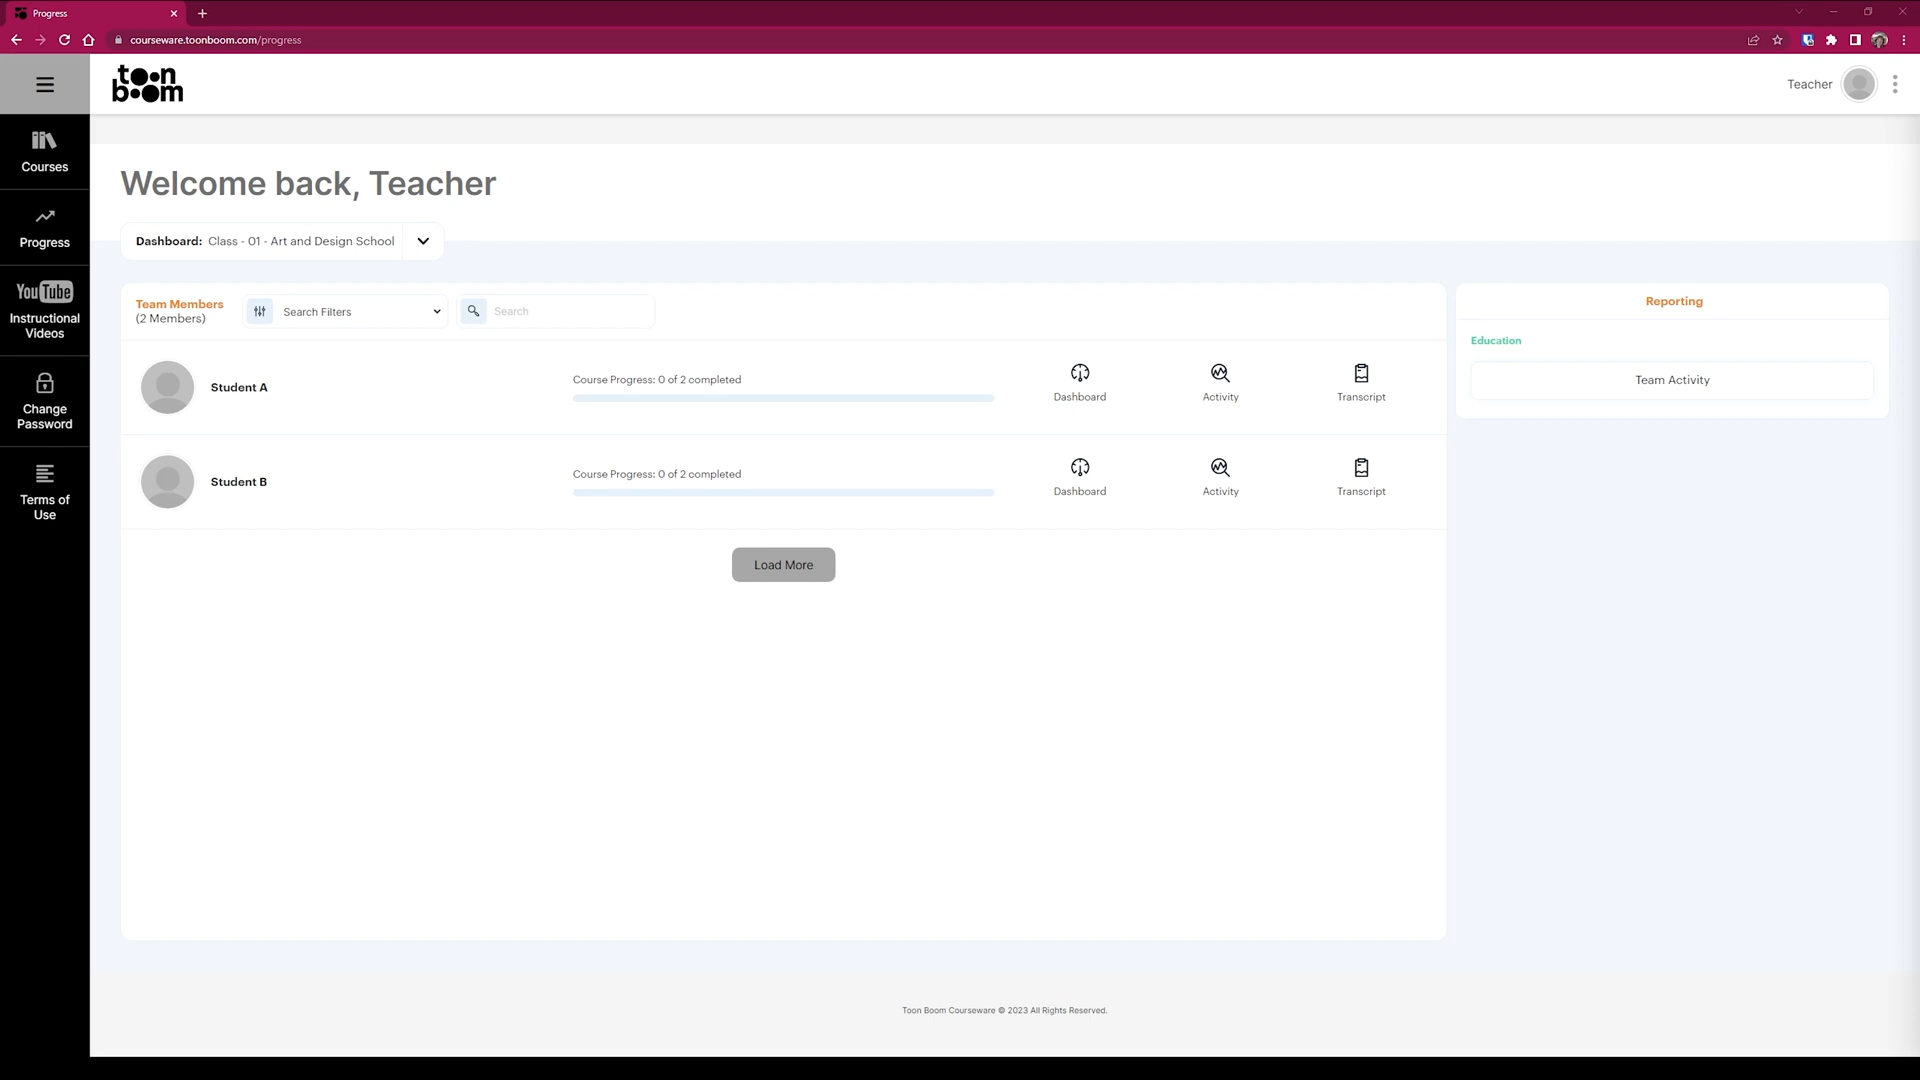 Progress
courseware.toonboom.com/progress
toon
boom
Teacher
Courses
Progress
YouTube
Instructional
Videos
Change
Password
Terms of
Use
Welcome back, Teacher
Dashboard: Class - 01 - Art and Design School
Team Members
(2 Members)
Search Filters
Search
Student A
Course Progress: 0 of 2 completed
Dashboard
Activity
Transcript
Student B
Course Progress: 0 of 2 completed
Dashboard
Activity
Transcript
Load More
Reporting
Education
Team Activity
Toon Boom Courseware © 2023 All Rights Reserved.